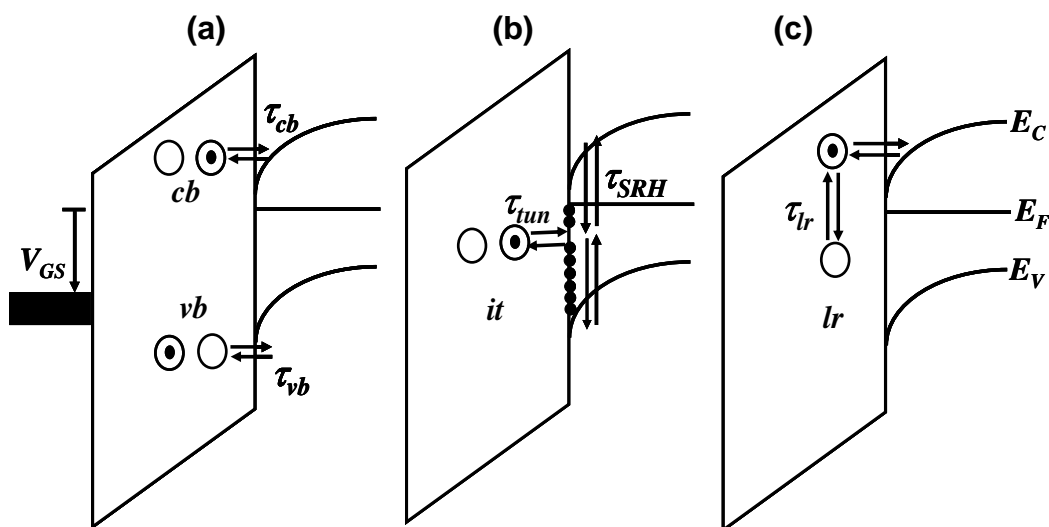 (a)
(b)
(c)
τcb
cb
VGS
vb
τvb
τSRH
τtun
it
τlr
lr
EC
EF
EV